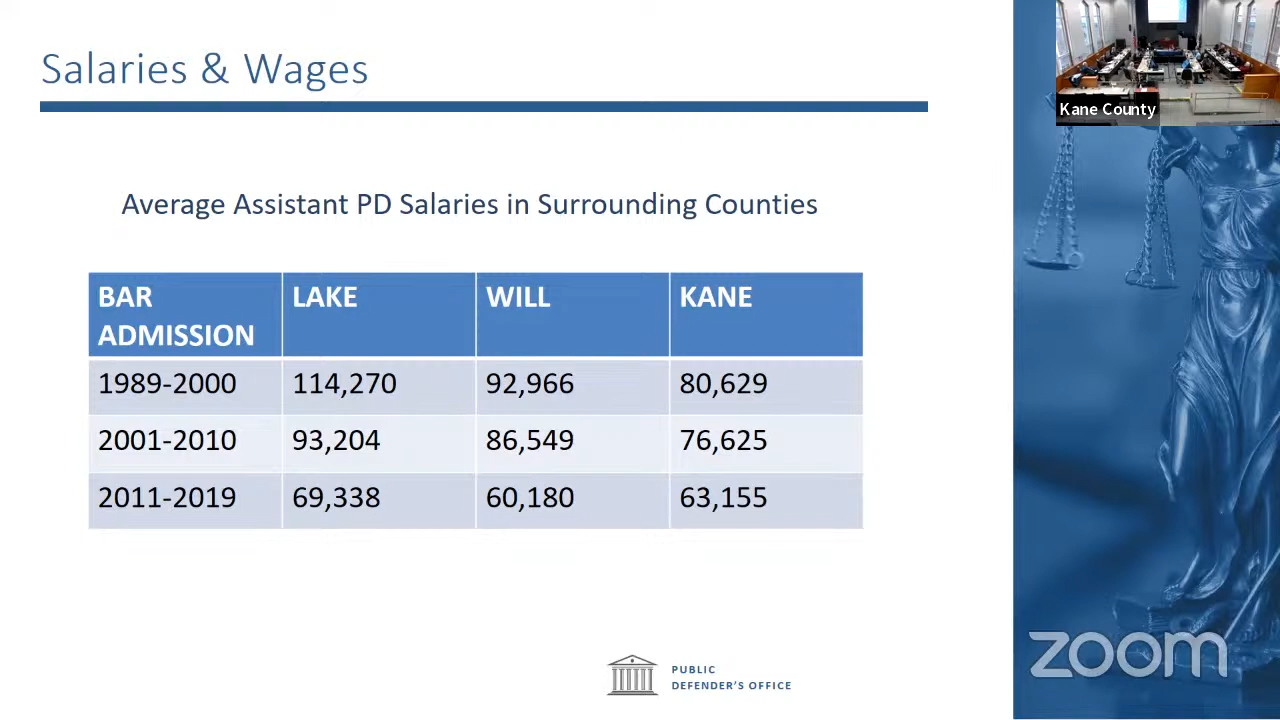 Salaries & Wages
Kane County
Average Assistant PD Salaries in Surrounding Counties
BAR ADMISSION LAKE WILL KANE
1989-2000 114,270 92,966 80,629
2001-2010 93,204 86,549 76,625
2011-2019 69,338 60,180 63,155
PUBLIC
DEFENDER'S OFFICE
zoom